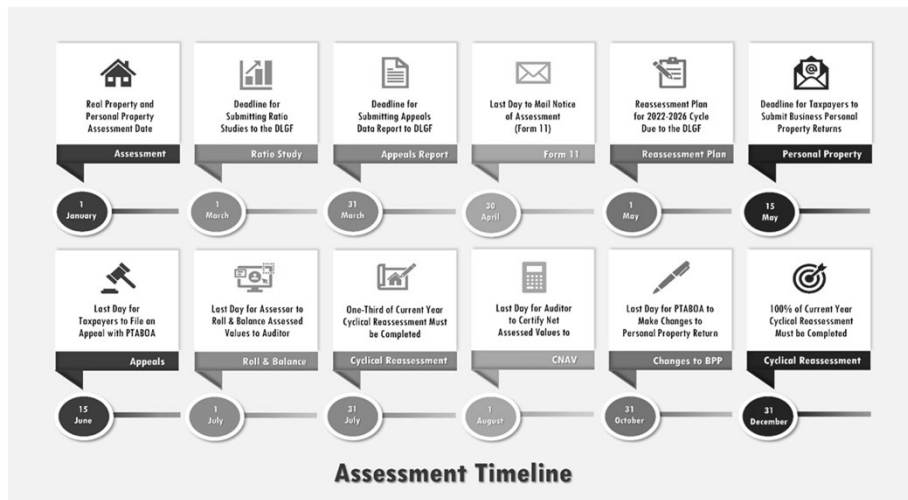 Real Property and
Personal Property
Assessment Date
Assessment
1
January
Deadline for
Submitting Ratio
Studies to the DLGF
Ratio Study
1
March
Deadline for
Submitting Appeals
Data Report to DLGF
Appeals Report
31
March
Last Day to Mail Notice
of Assessment
(Form 11)
Form 11
30
April
Reassessment Plan
for 2022-2026 Cycle
Due to the DLGF
Reassessment Plan
1
May
@
Deadline for Taxpayers to
Submit Business Personal
Property Returns
Personal Property
15
May
Last Day for
Taxpayers to File an
Appeal with PTABOA
Appeals
15
June
Last Day for Assessor to
Roll & Balance Assessed
Values to Auditor
Roll & Balance
1
July
One-Third of Current Year
Cyclical Reassessment Must
be Completed
Cyclical Reassessment
31
July
Last Day for Auditor
to Certify Net
Assessed Values to
CNAV
1
August
Last Day for PTABOA to
Make Changes to
Personal Property Return
Changes to BPP
31
October
100% of Current Year
Cyclical Reassessment
Must be Completed
Cyclical Reassessment
31
December
Assessment Timeline